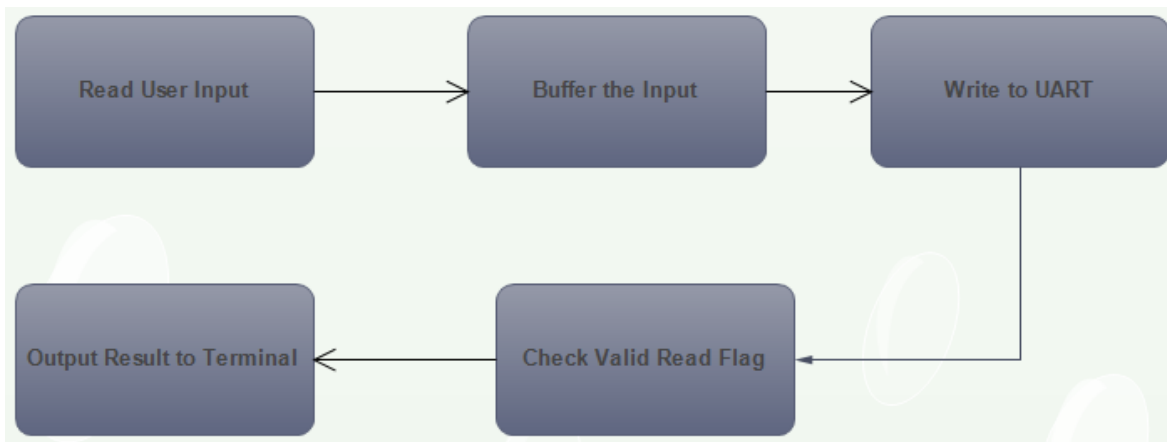 Read User Input
Buffer the Input
Write to UART
Check Valid Read Flag
Output Result to Terminal